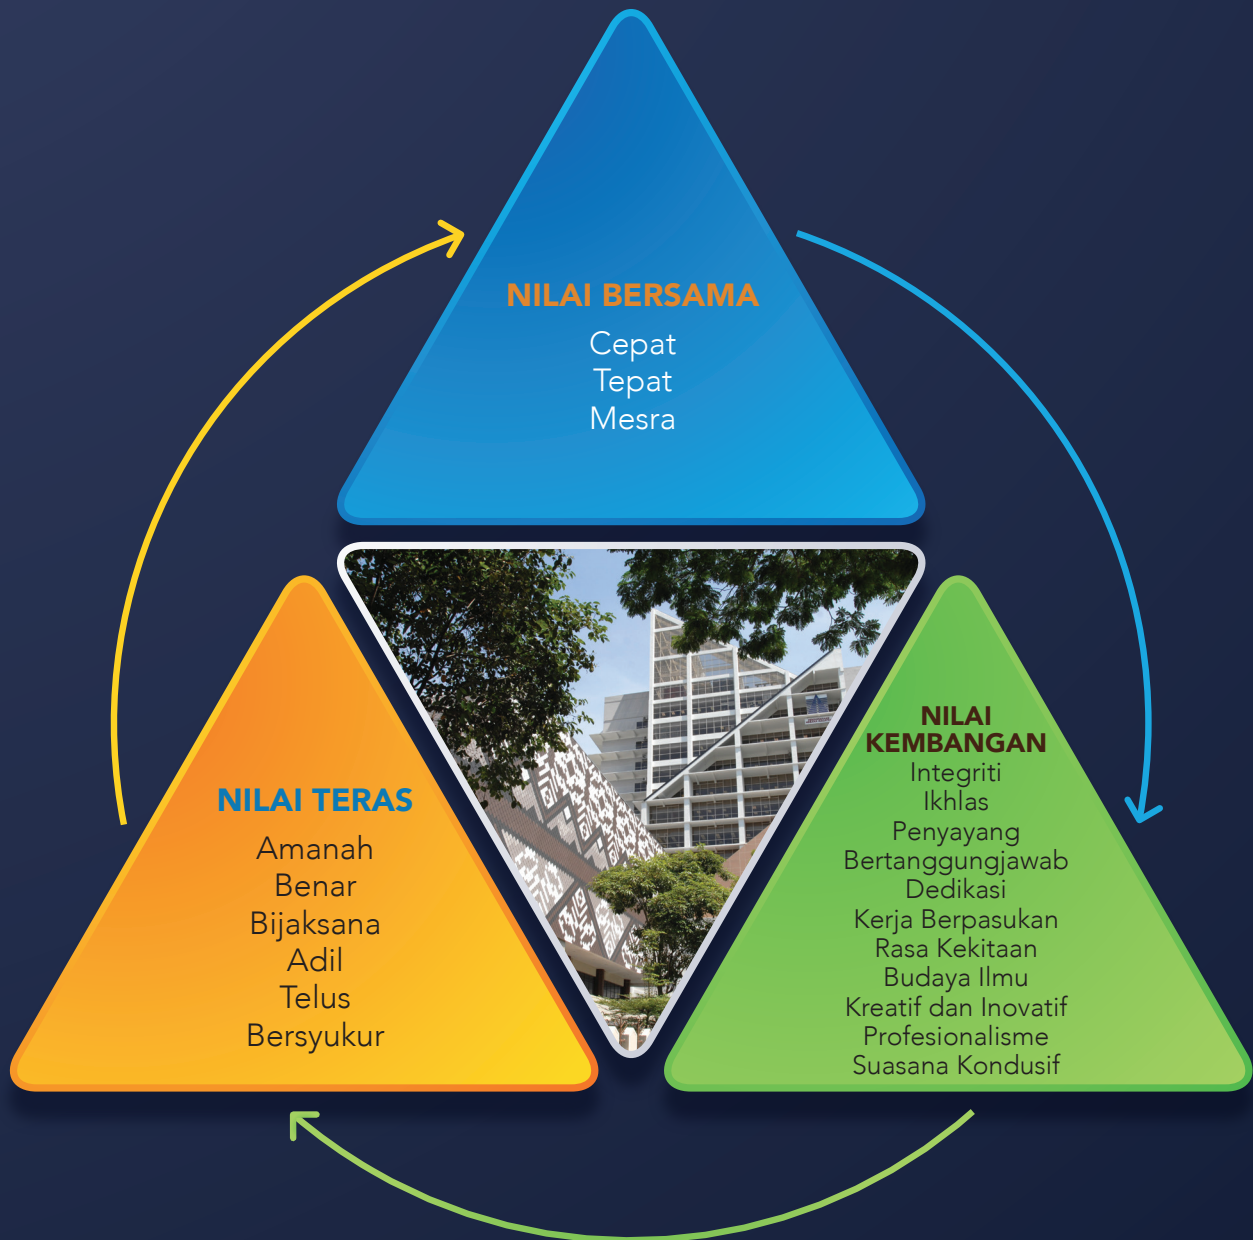 NILAI BERSAMA
Cepat
Tepat
Mesra
NILAI TERAS
Amanah
Benar
Bijaksana
Adil
Telus
Bersyukur
NILAI
KEMBANGAN
Integriti
Ikhlas
Penyayang
Bertanggungjawab
Dedikasi
Kerja Berpasukan
Rasa Kekitaan
Budaya Ilmu
Kreatif dan Inovatif
Profesionalisme
Suasana Kondusif